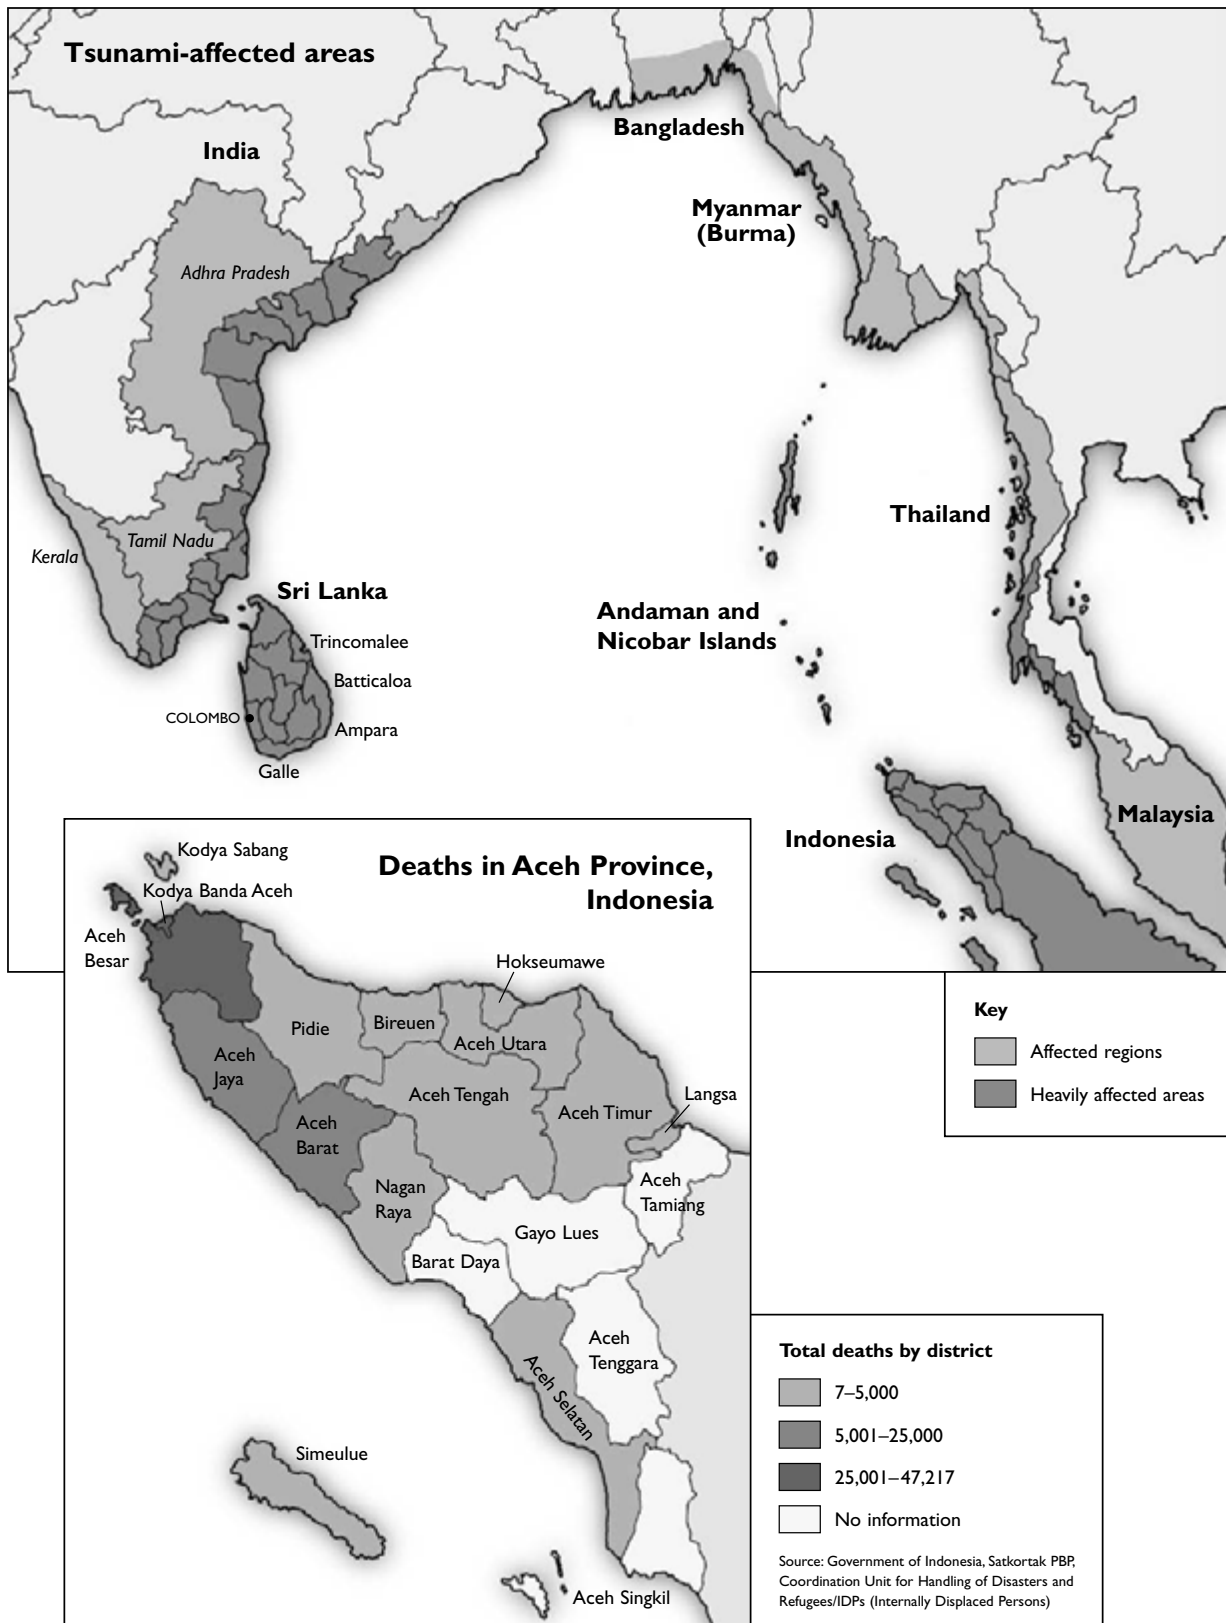 Tsunami-affected areas
India
Bangladesh
Myanmar
(Burma)
Adhra Pradesh
Thailand
Tamil Nadu
Kerala
Sri Lanka
Andaman and
Nicobar Islands
Trincomalee
Batticaloa
COLOMBO
Ampara
Galle
Malaysia
Indonesia
Deaths in Aceh Province,
Indonesia
Kodya Sabang
Kodya Banda Aceh
Aceh
Besar
Hokseumawe
Pidie
Bireuen
Aceh Utara
Aceh
Jaya
Aceh Tengah
Langsa
Aceh Timur
Aceh
Barat
Nagan
Raya
Aceh
Tamiang
Gayo Lues
Barat Daya
Aceh
Tenggara
Aceh Selatan
Simeulue
Aceh Singkil
Key
Affected regions
Heavily affected areas
Total deaths by district
7–5,000
5,001–25,000
25,001–47,217
No information
Source: Government of Indonesia, Satkortak PBP,
Coordination Unit for Handling of Disasters and
Refugees/IDPs (Internally Displaced Persons)